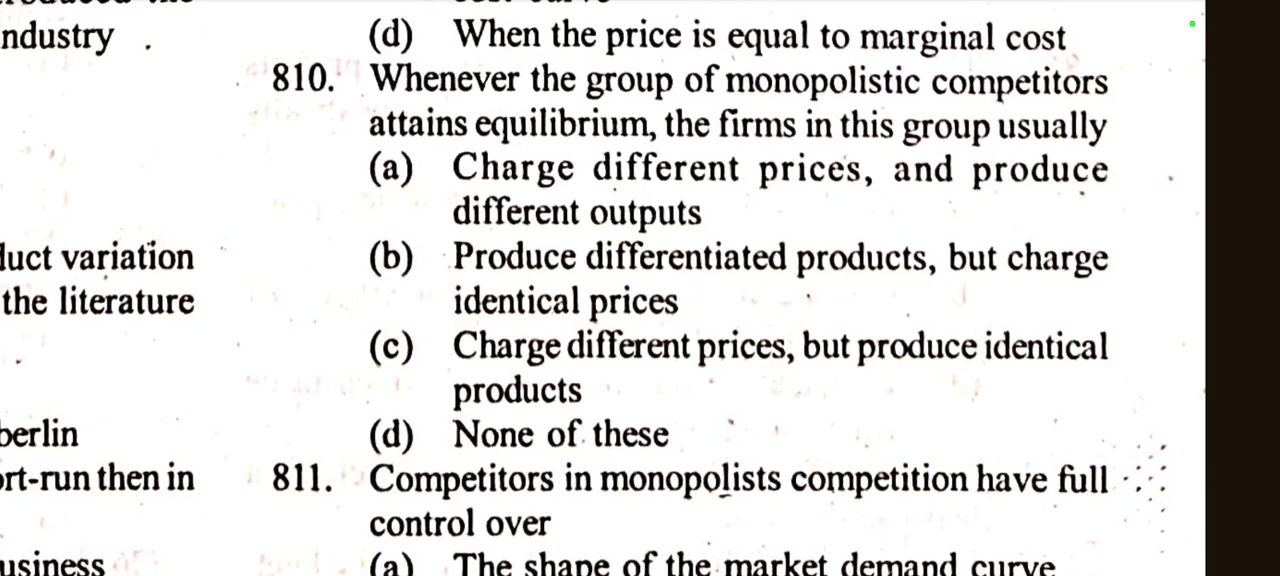 ndustry .
luct variation
the literature
berlin
ort-run then in
usiness
(d) When the price is equal to marginal cost
810. Whenever the group of monopolistic competitors
attains equilibrium, the firms in this group usually
(a) Charge different prices, and produce
different outputs
(b) Produce differentiated products, but charge
identical prices
(c) Charge different prices, but produce identical
products
(d) None of these
811. Competitors in monopolists competition have full
control over
(a) The shape of the market demand curve